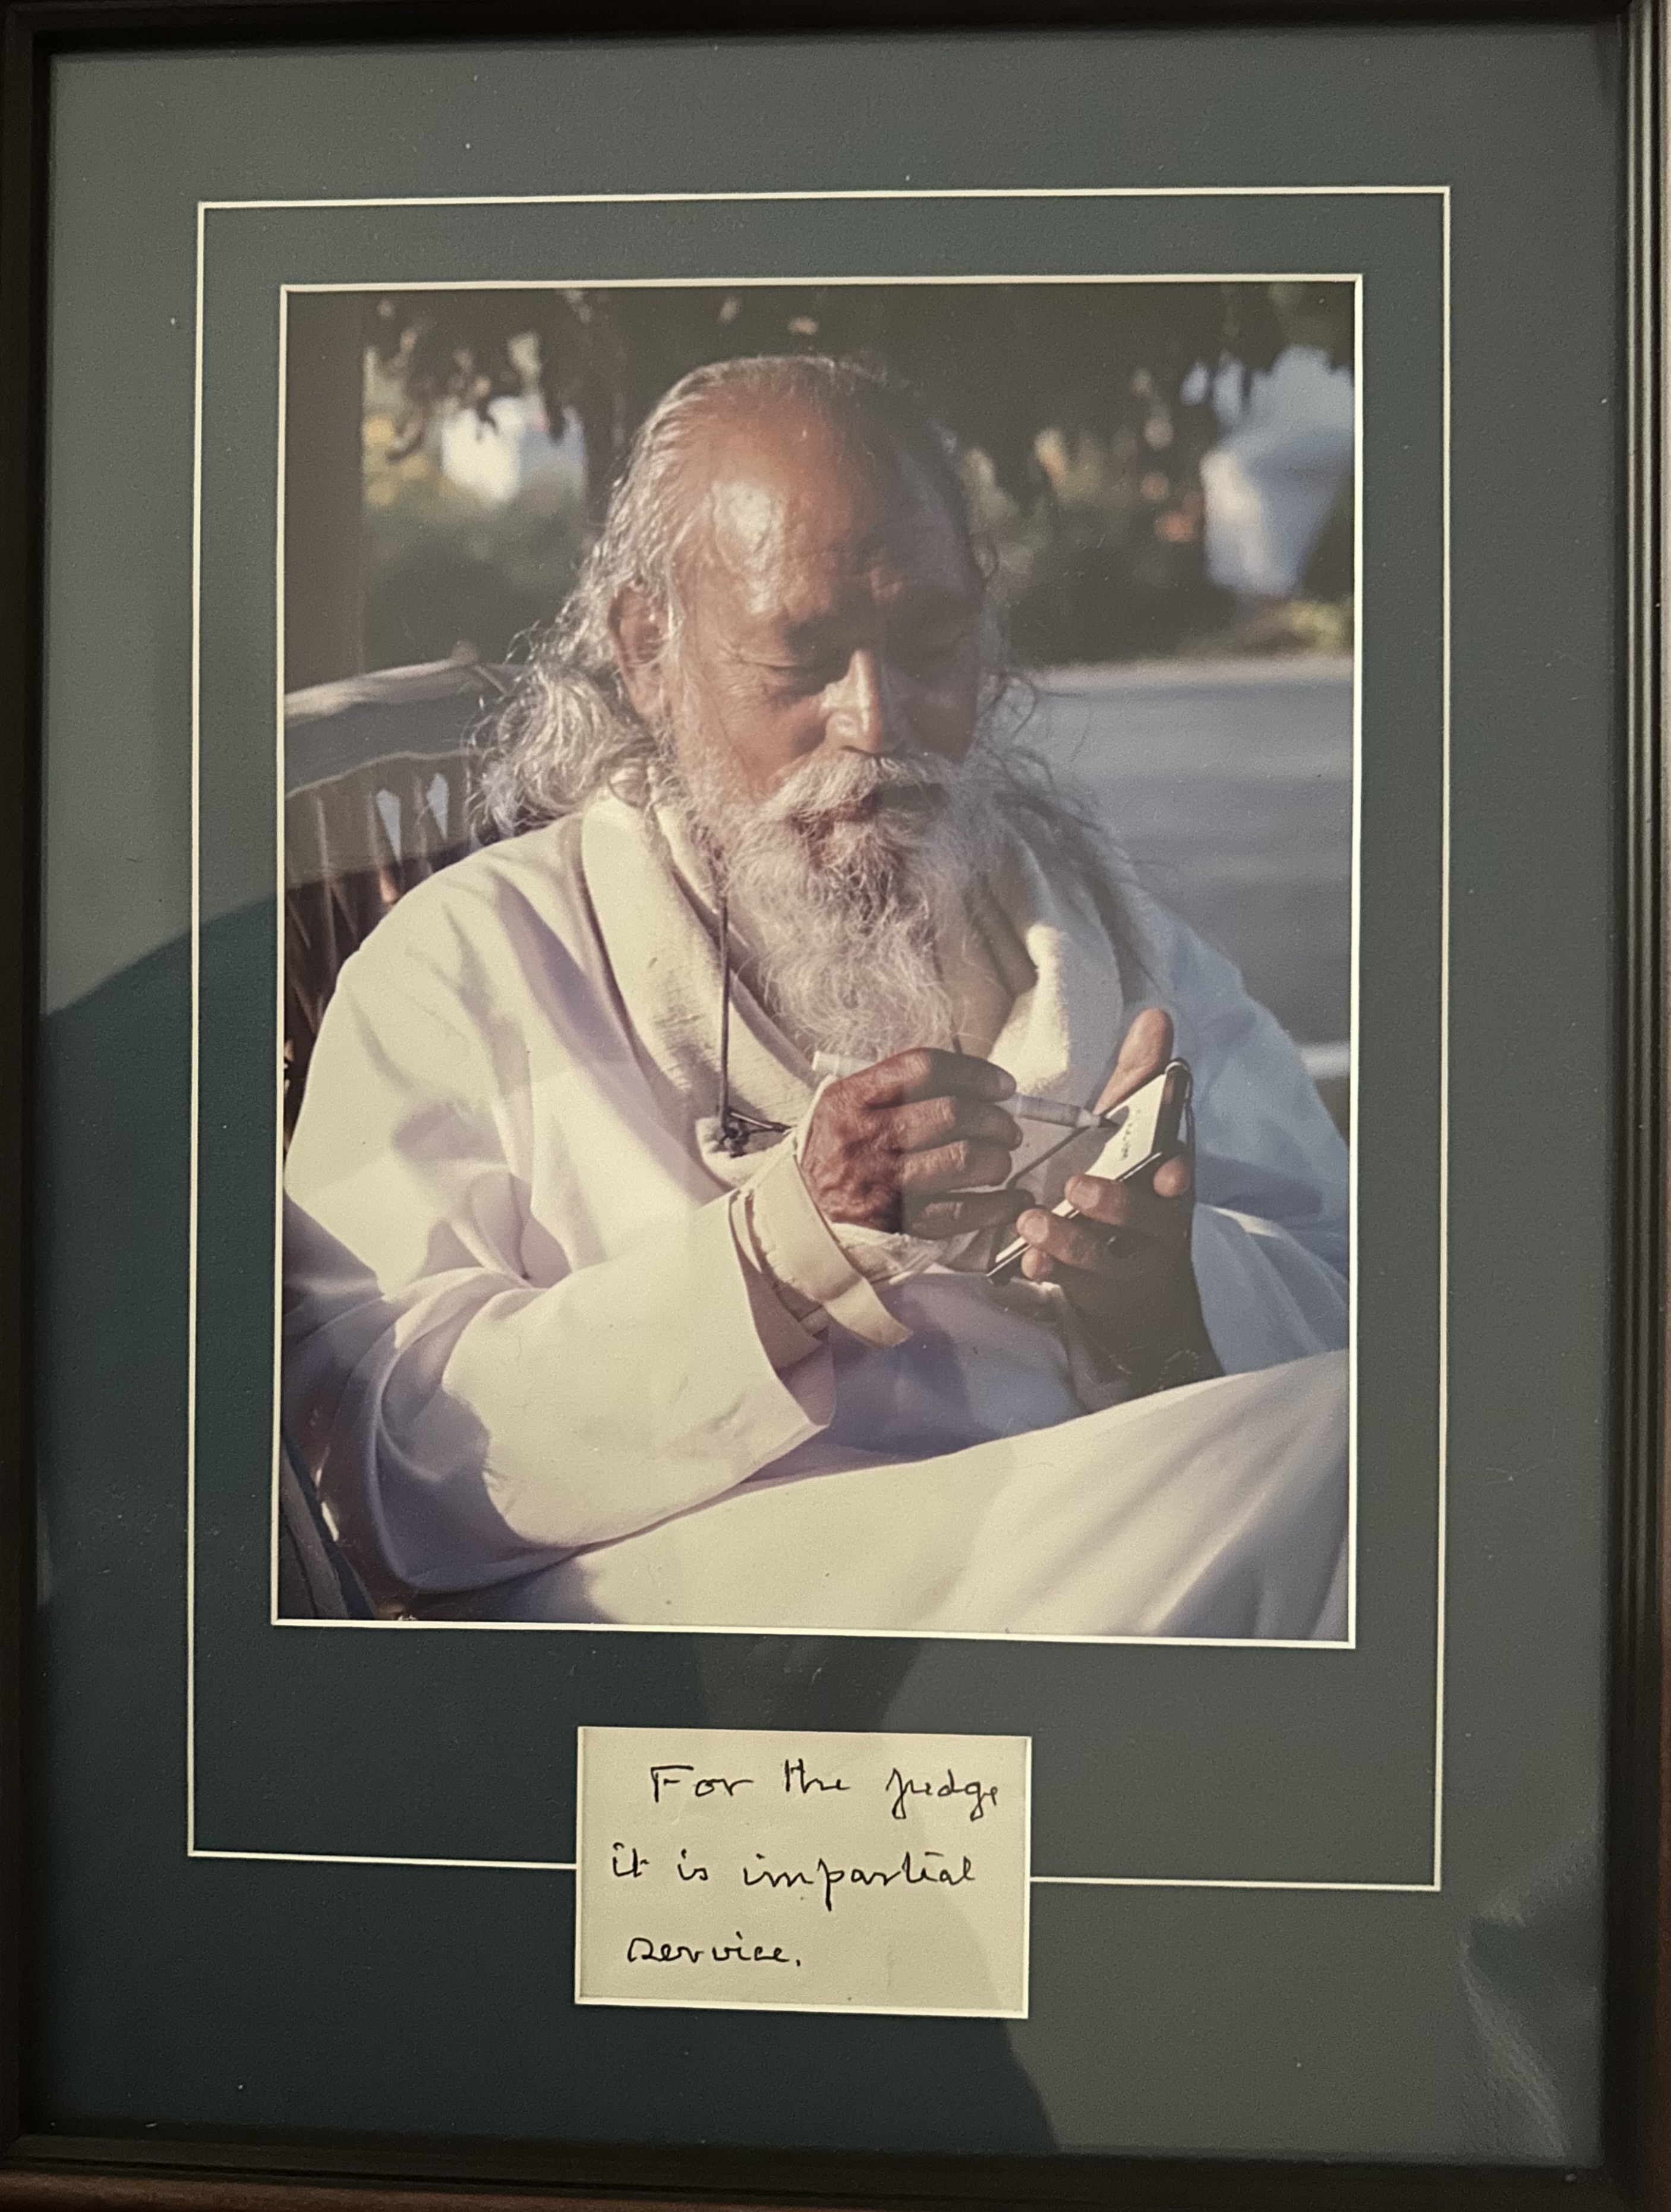 For the judge
it is impartial
service.